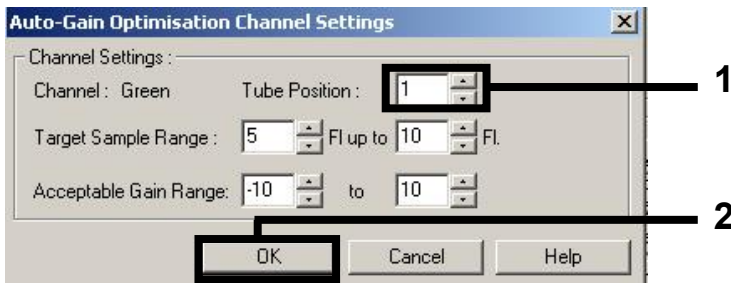 Auto-Gain Optimisation Channel Settings
Channel Settings :
Channel : Green Tube Position : 1 1
Target Sample Range : 5 Fl up to 10 Fl.
Acceptable Gain Range: -10 to 10
2
OK Cancel Help